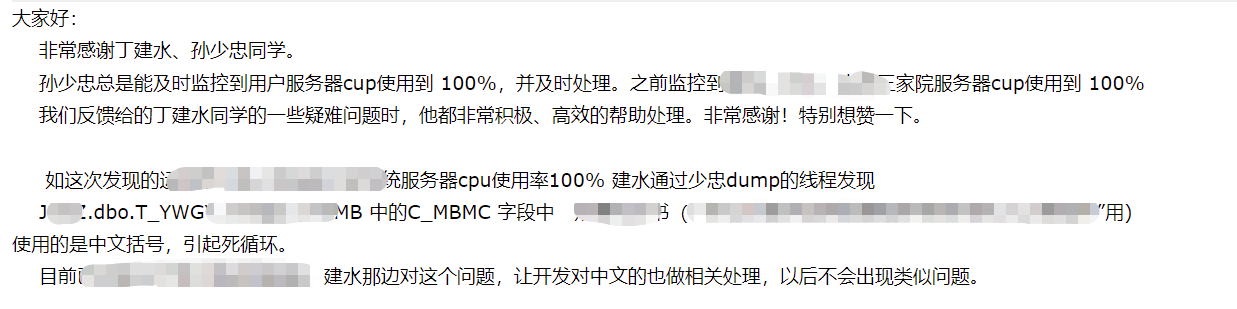 大家好：
非常感谢丁建水、孙少忠同学。
孙少忠总是能及时监控到用户服务器cup使用到 100%，并及时处理。之前监控到 三家院服务器cup使用到 100%
我们反馈给的丁建水同学的一些疑难问题时，他都非常积极、高效的帮助处理。非常感谢！特别想赞一下。
如这次发现的 统服务器cpu使用率100% 建水通过少忠dump的线程发现
J Z.dbo.T_YWG MB 中的C_MBMC 字段中 书（ ”用)
使用的是中文括号，引起死循环。
目前 建水那边对这个问题，让开发对中文的也做相关处理，以后不会出现类似问题。